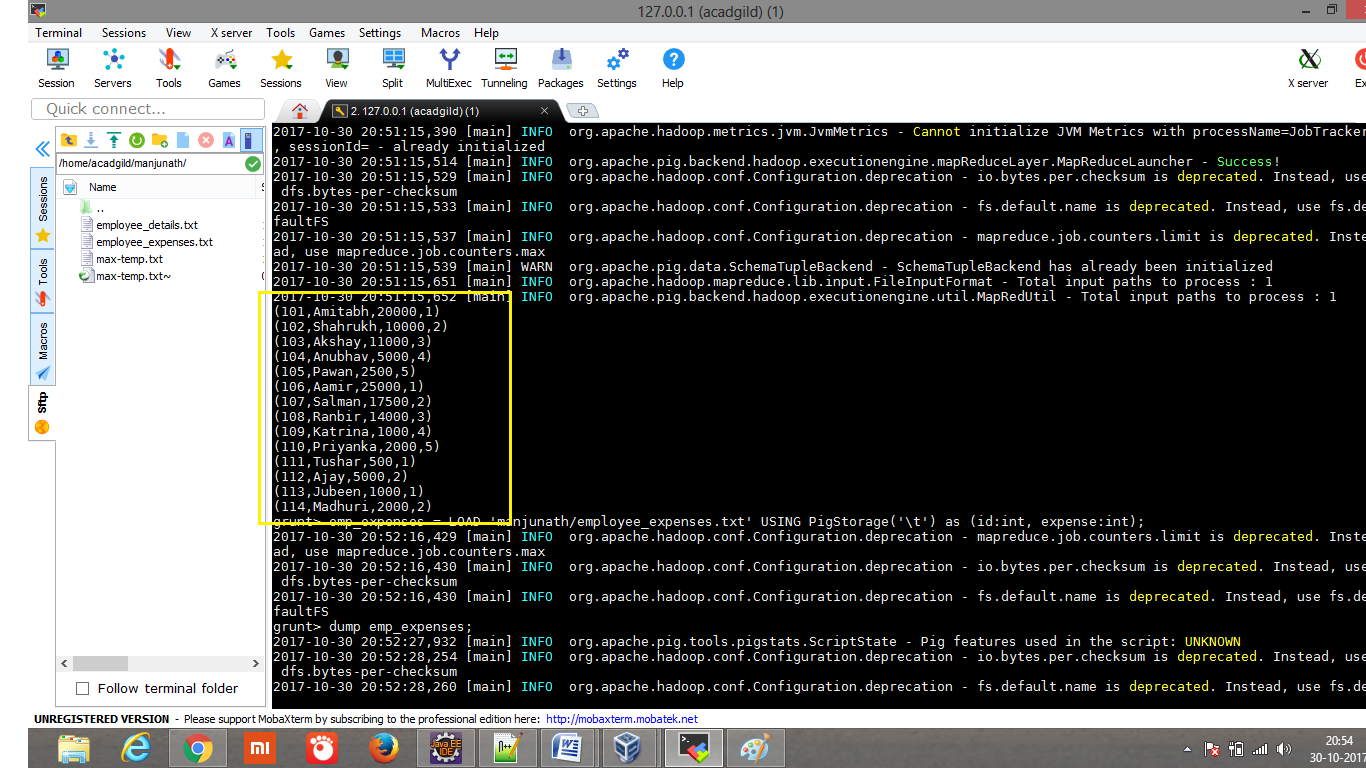 127.0.0.1 (acadgild) (1)
Terminal Sessions View X server Tools Games Settings Macros Help
Session Servers Tools Games Sessions View Split MultiExec Tunneling Packages Settings Help X server Ex
Quick connect...
2. 127.0.0.1 (acadgild) (1)
/home/acadgild/manjunath/
Name S
..
employee_details.txt
employee_expenses.txt
max-temp.txt
max-temp.txt~
Sessions
Tools
Macros
Sftp
Follow terminal folder
2017-10-30 20:51:15,390 [main] INFO  org.apache.hadoop.metrics.jvm.JvmMetrics - Cannot initialize JVM Metrics with processName=JobTracker
, sessionId= - already initialized
2017-10-30 20:51:15,514 [main] INFO  org.apache.pig.backend.hadoop.executionengine.mapReduceLayer.MapReduceLauncher - Success!
2017-10-30 20:51:15,529 [main] INFO  org.apache.hadoop.conf.Configuration.deprecation - io.bytes.per.checksum is deprecated. Instead, use
 dfs.bytes-per-checksum
2017-10-30 20:51:15,533 [main] INFO  org.apache.hadoop.conf.Configuration.deprecation - fs.default.name is deprecated. Instead, use fs.de
faultFS
2017-10-30 20:51:15,537 [main] INFO  org.apache.hadoop.conf.Configuration.deprecation - mapreduce.job.counters.limit is deprecated. Inste
ad, use mapreduce.job.counters.max
2017-10-30 20:51:15,539 [main] WARN  org.apache.pig.data.SchemaTupleBackend - SchemaTupleBackend has already been initialized
2017-10-30 20:51:15,651 [main] INFO  org.apache.hadoop.mapreduce.lib.input.FileInputFormat - Total input paths to process : 1
2017-10-30 20:51:15,652 [main] INFO  org.apache.pig.backend.hadoop.executionengine.util.MapRedUtil - Total input paths to process : 1
(101,Amitabh,20000,1)
(102,Shahrukh,10000,2)
(103,Akshay,11000,3)
(104,Anubhav,5000,4)
(105,Pawan,2500,5)
(106,Aamir,25000,1)
(107,Salman,17500,2)
(108,Ranbir,14000,3)
(109,Katrina,1000,4)
(110,Priyanka,2000,5)
(111,Tushar,500,1)
(112,Ajay,5000,2)
(113,Jubeen,1000,1)
(114,Madhuri,2000,2)
grunt> emp_expenses = LOAD 'manjunath/employee_expenses.txt' USING PigStorage('\t') as (id:int, expense:int);
2017-10-30 20:52:16,429 [main] INFO  org.apache.hadoop.conf.Configuration.deprecation - mapreduce.job.counters.limit is deprecated. Inste
ad, use mapreduce.job.counters.max
2017-10-30 20:52:16,430 [main] INFO  org.apache.hadoop.conf.Configuration.deprecation - io.bytes.per.checksum is deprecated. Instead, use
 dfs.bytes-per-checksum
2017-10-30 20:52:16,430 [main] INFO  org.apache.hadoop.conf.Configuration.deprecation - fs.default.name is deprecated. Instead, use fs.de
faultFS
grunt> dump emp_expenses;
2017-10-30 20:52:27,932 [main] INFO  org.apache.pig.tools.pigstats.ScriptState - Pig features used in the script: UNKNOWN
2017-10-30 20:52:28,254 [main] INFO  org.apache.hadoop.conf.Configuration.deprecation - io.bytes.per.checksum is deprecated. Instead, use
 dfs.bytes-per-checksum
2017-10-30 20:52:28,260 [main] INFO  org.apache.hadoop.conf.Configuration.deprecation - fs.default.name is deprecated. Instead, use fs.de
UNREGISTERED VERSION - Please support MobaXterm by subscribing to the professional edition here: http://mobaxterm.mobatek.net
mi
Java EE
IDE
20:54
30-10-2017